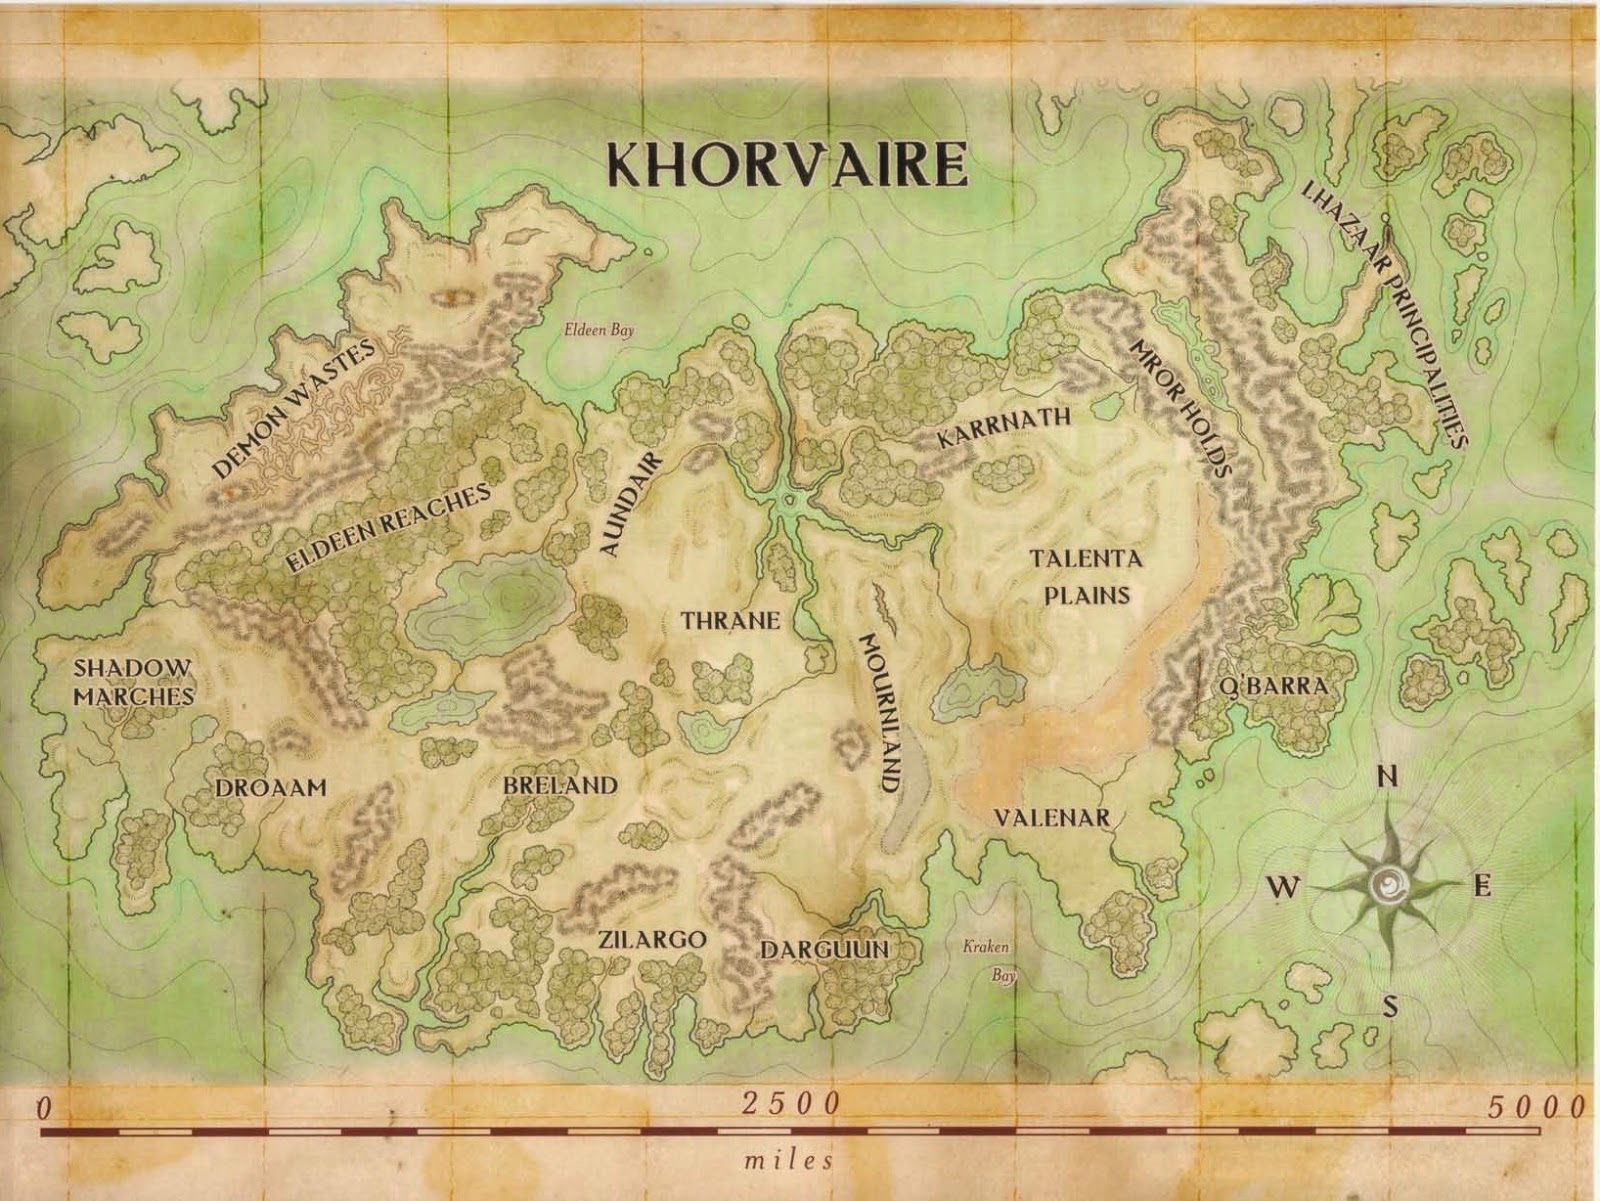 KHORVAIRE
LHAZAAR PRINCIPALITIES
Eldeen Bay
DEMON WASTES
MROR HOLDS
KARRNATH
ELDEEN REACHES
AUNDAIR
TALENTA
PLAINS
THRANE
MOURNLAND
SHADOW
MARCHES
Q'BARRA
DROAAM
BRELAND
VALENAR
N
W
E
S
ZILARGO
DARGUUN
Kraken
Bay
0 2500 5000
miles